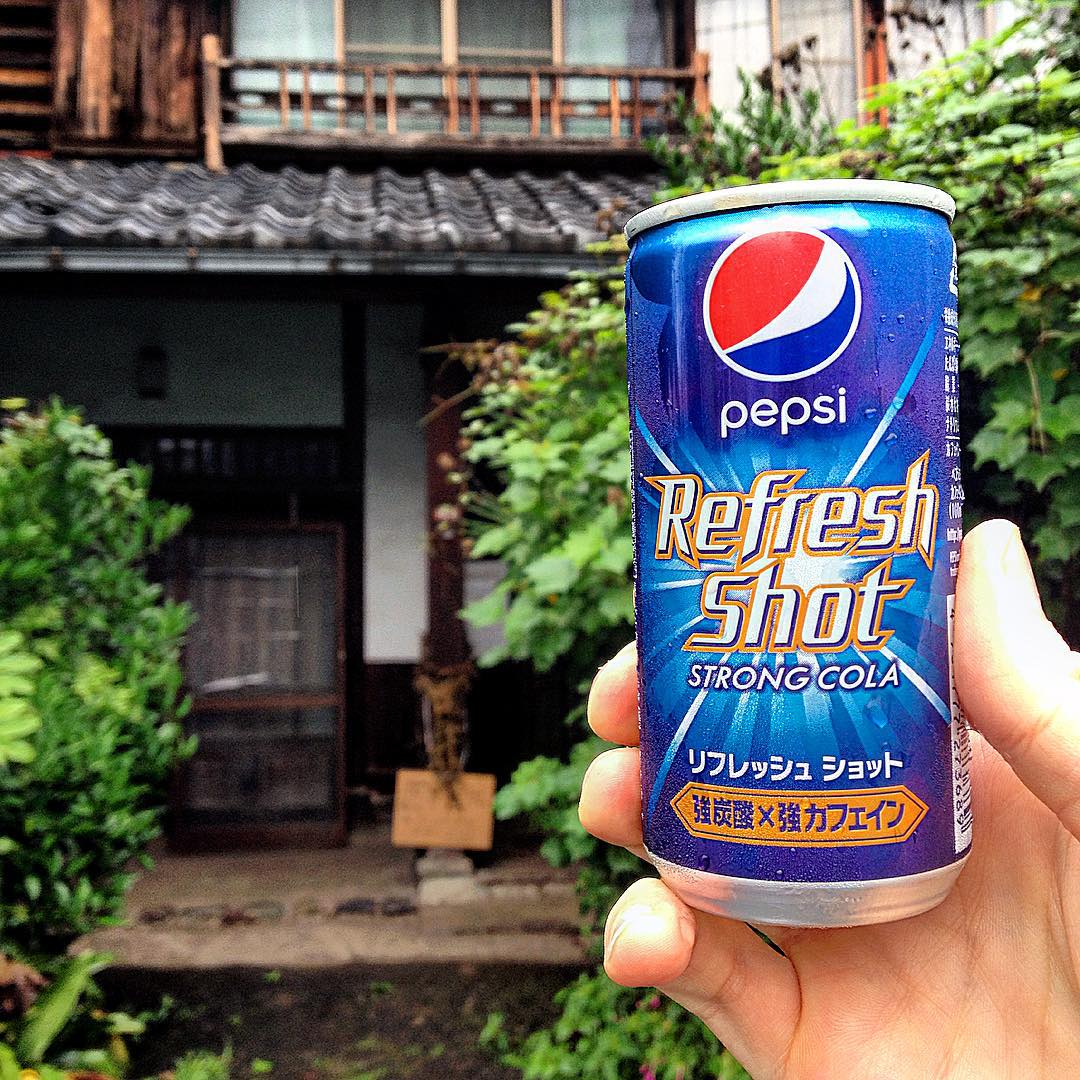 pepsi
Refresh
Shot
STRONG COLA
リフレッシュ ショット
強炭酸×強カフェイン